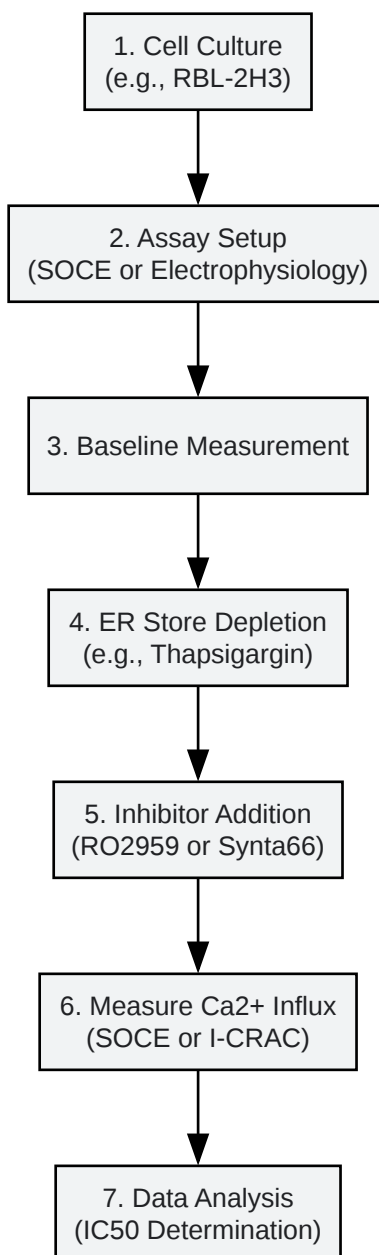 1. Cell Culture
(e.g., RBL-2H3)
2. Assay Setup
(SOCE or Electrophysiology)
3. Baseline Measurement
4. ER Store Depletion
(e.g., Thapsigargin)
5. Inhibitor Addition
(RO2959 or Synta66)
6. Measure Ca2+ Influx
(SOCE or I-CRAC)
7. Data Analysis
(IC50 Determination)